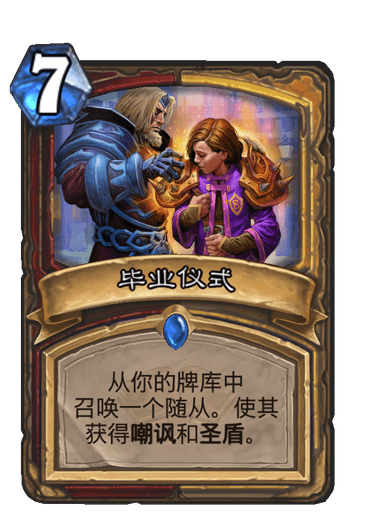 7
毕业仪式
从你的牌库中
召唤一个随从。使其
获得嘲讽和圣盾。